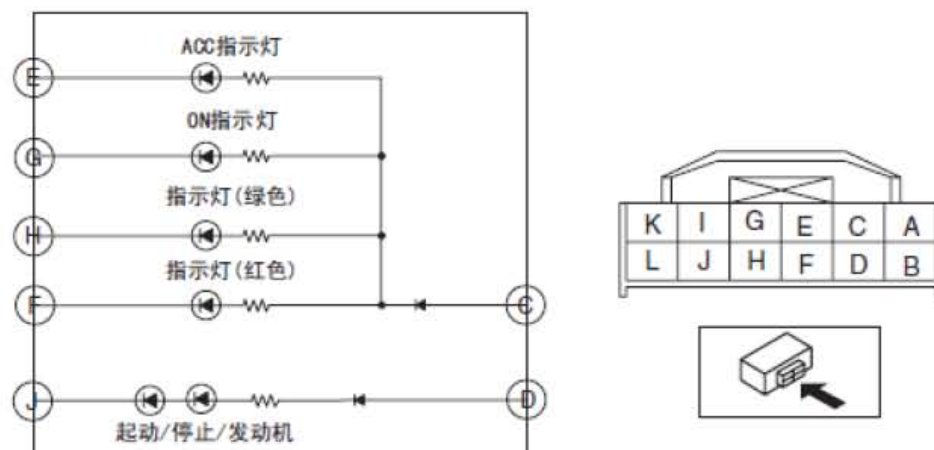 ACC指示灯
E
ON指示灯
G
指示灯(绿色)
H
指示灯(红色)
F
C
J
D
起动/停止/发动机
K I G E C A
L J H F D B